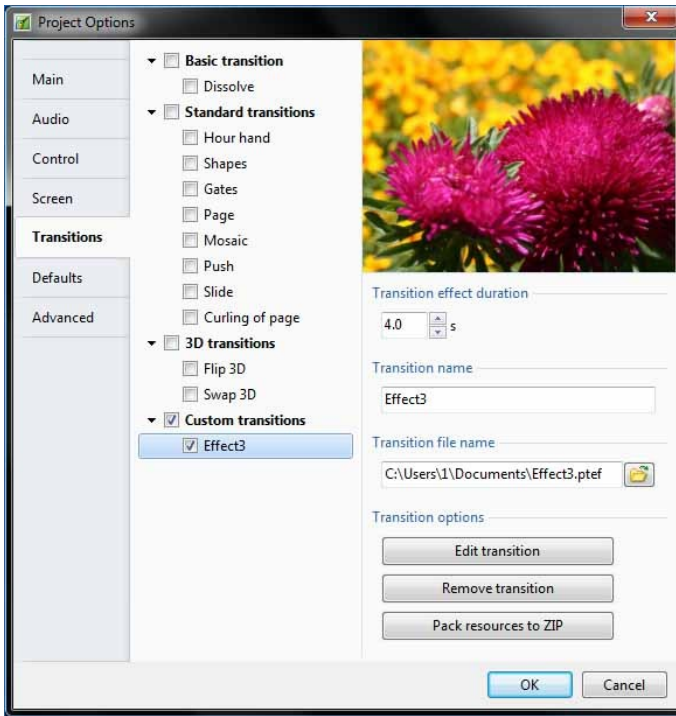 Project Options
Main
Audio
Control
Screen
Transitions
Defaults
Advanced
Basic transition
Dissolve
Standard transitions
Hour hand
Shapes
Gates
Page
Mosaic
Push
Slide
Curling of page
3D transitions
Flip 3D
Swap 3D
Custom transitions
Effect3
Transition effect duration
4.0 s
Transition name
Effect3
Transition file name
C:\Users\1\Documents\Effect3.ptef
Transition options
Edit transition
Remove transition
Pack resources to ZIP
OK Cancel